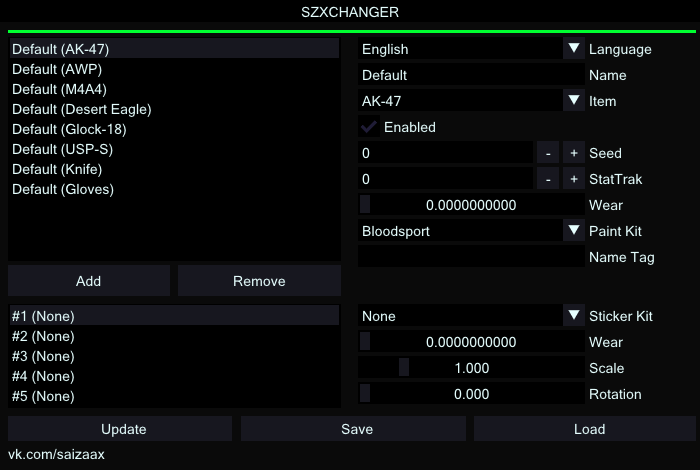 SZXCHANGER
Default (AK-47)
Default (AWP)
Default (M4A4)
Default (Desert Eagle)
Default (Glock-18)
Default (USP-S)
Default (Knife)
Default (Gloves)
Add Remove
English Language
Default Name
AK-47 Item
Enabled
0 - + Seed
0 - + StatTrak
0.0000000000 Wear
Bloodsport Paint Kit
Name Tag
#1 (None)
#2 (None)
#3 (None)
#4 (None)
#5 (None)
None Sticker Kit
0.0000000000 Wear
1.000 Scale
0.000 Rotation
Update Save Load
vk.com/saizaax